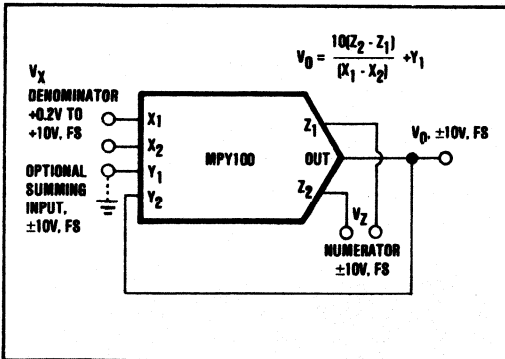 V₀ = 10(Z₂ - Z₁) / (X₁ - X₂) + Y₁
Vₓ
DENOMINATOR
+0.2V TO
+10V, FS
OPTIONAL
SUMMING
INPUT,
±10V, FS
X₁
X₂
Y₁
Y₂
MPY100
Z₁
OUT
Z₂
V₀, ±10V, FS
V_Z
NUMERATOR
±10V, FS